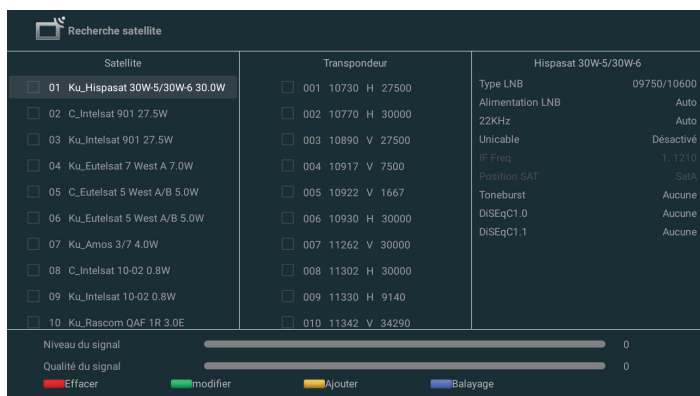 Recherche satellite
Satellite
01 Ku_Hispasat 30W-5/30W-6 30.0W
02 C_Intelsat 901 27.5W
03 Ku_Intelsat 901 27.5W
04 Ku_Eutelsat 7 West A 7.0W
05 C_Eutelsat 5 West A/B 5.0W
06 Ku_Eutelsat 5 West A/B 5.0W
07 Ku_Amos 3/7 4.0W
08 C_Intelsat 10-02 0.8W
09 Ku_Intelsat 10-02 0.8W
10 Ku_Rascom QAF 1R 3.0E
Transpondeur
001 10730 H 27500
002 10770 H 30000
003 10890 V 27500
004 10917 V 7500
005 10922 V 1667
006 10930 H 30000
007 11262 V 30000
008 11302 H 30000
009 11330 H 9140
010 11342 V 34290
Hispasat 30W-5/30W-6
Type LNB 09750/10600
Alimentation LNB Auto
22KHz Auto
Unicable Désactivé
IF Freq 1. 1210
Position SAT SatA
Toneburst Aucune
DiSEqC1.0 Aucune
DiSEqC1.1 Aucune
Niveau du signal 0
Qualité du signal 0
Effacer modifier Ajouter Balayage